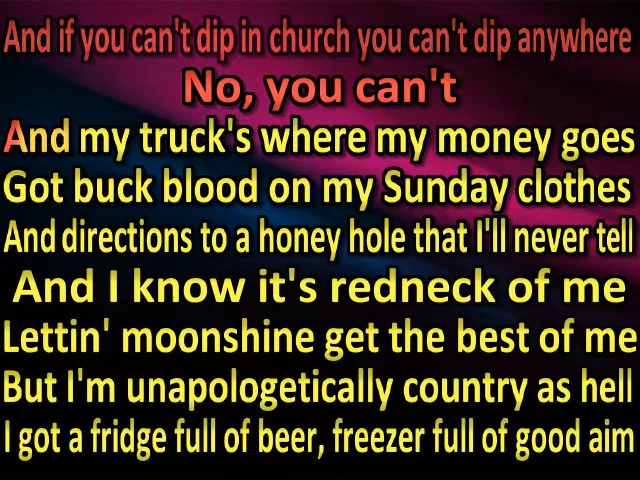 And if you can't dip in church you can't dip anywhere
No, you can't
And my truck's where my money goes
Got buck blood on my Sunday clothes
And directions to a honey hole that I'll never tell
And I know it's redneck of me
Lettin' moonshine get the best of me
But I'm unapologetically country as hell
I got a fridge full of beer, freezer full of good aim